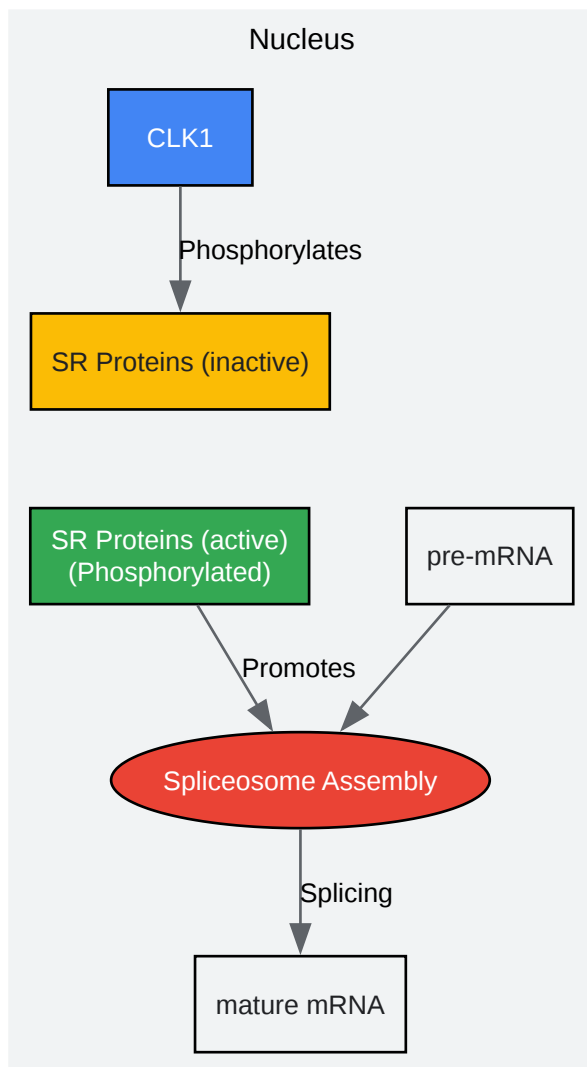 Nucleus
CLK1
Phosphorylates
SR Proteins (inactive)
SR Proteins (active)
(Phosphorylated)
pre-mRNA
Promotes
Spliceosome Assembly
Splicing
mature mRNA